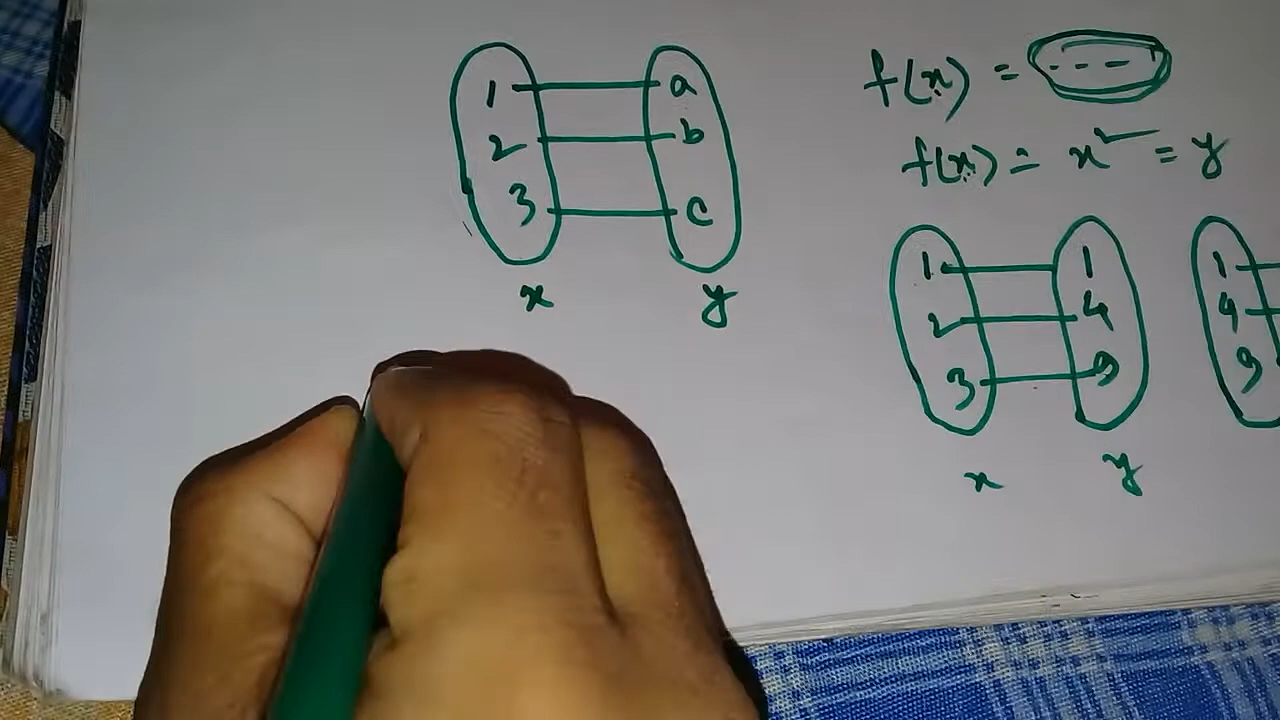 1 a
2 b
3 c
x y
f(x) = ----
f(x) = x² = y
1 1
2 4
3 9
x y
1
4
9